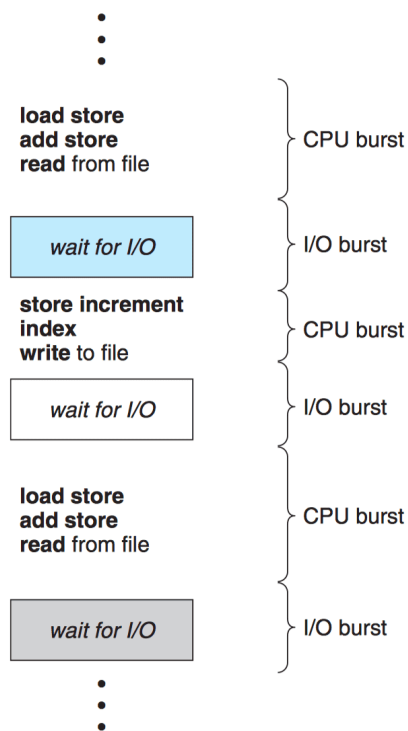 load store
add store
read from file
CPU burst
wait for I/O
I/O burst
store increment
index
write to file
CPU burst
wait for I/O
I/O burst
load store
add store
read from file
CPU burst
wait for I/O
I/O burst